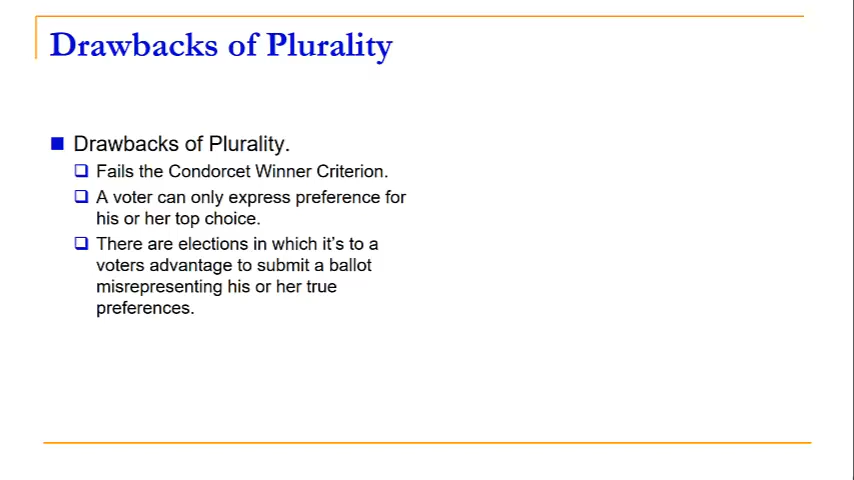 Drawbacks of Plurality
Drawbacks of Plurality.
Fails the Condorcet Winner Criterion.
A voter can only express preference for
his or her top choice.
There are elections in which it's to a
voters advantage to submit a ballot
misrepresenting his or her true
preferences.